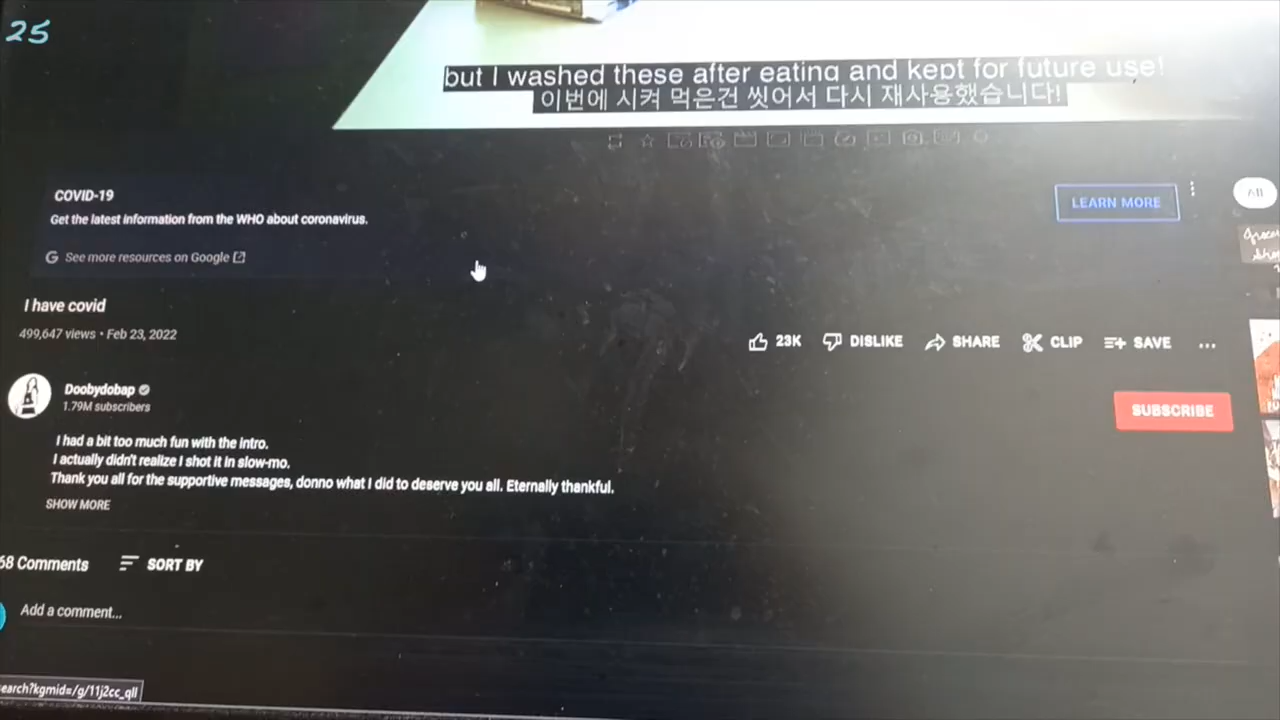 25
but I washed these after eating and kept for future use!
이번에 시켜 먹은건 씻어서 다시 재사용했습니다!
COVID-19
Get the latest information from the WHO about coronavirus.
LEARN MORE
All
See more resources on Google
I have covid
499,647 views • Feb 23, 2022
23K DISLIKE SHARE CLIP SAVE ...
Doobydobap
1.79M subscribers
SUBSCRIBE
I had a bit too much fun with the intro.
I actually didn't realize I shot it in slow-mo.
Thank you all for the supportive messages, donno what I did to deserve you all. Eternally thankful.
SHOW MORE
68 Comments SORT BY
Add a comment...
earch?kgmid=/g/11j2cc_qll